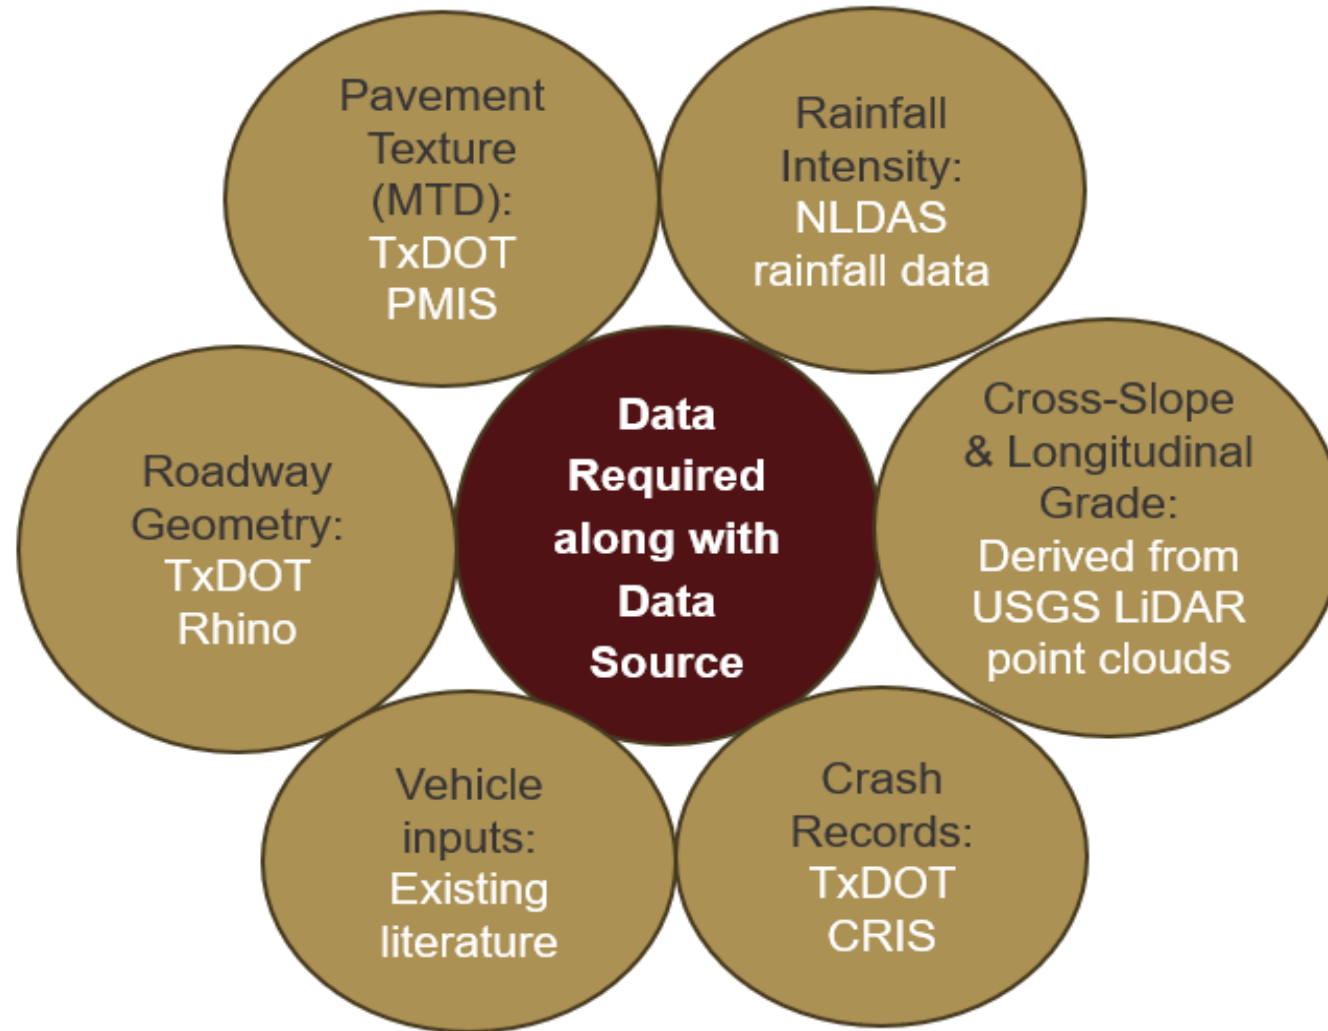 Pavement
Texture
(MTD):
TxDOT
PMIS
Rainfall
Intensity:
NLDAS
rainfall data
Cross-Slope
& Longitudinal
Grade:
Derived from
USGS LiDAR
point clouds
Data
Required
along with
Data
Source
Roadway
Geometry:
TxDOT
Rhino
Vehicle
inputs:
Existing
literature
Crash
Records:
TxDOT
CRIS